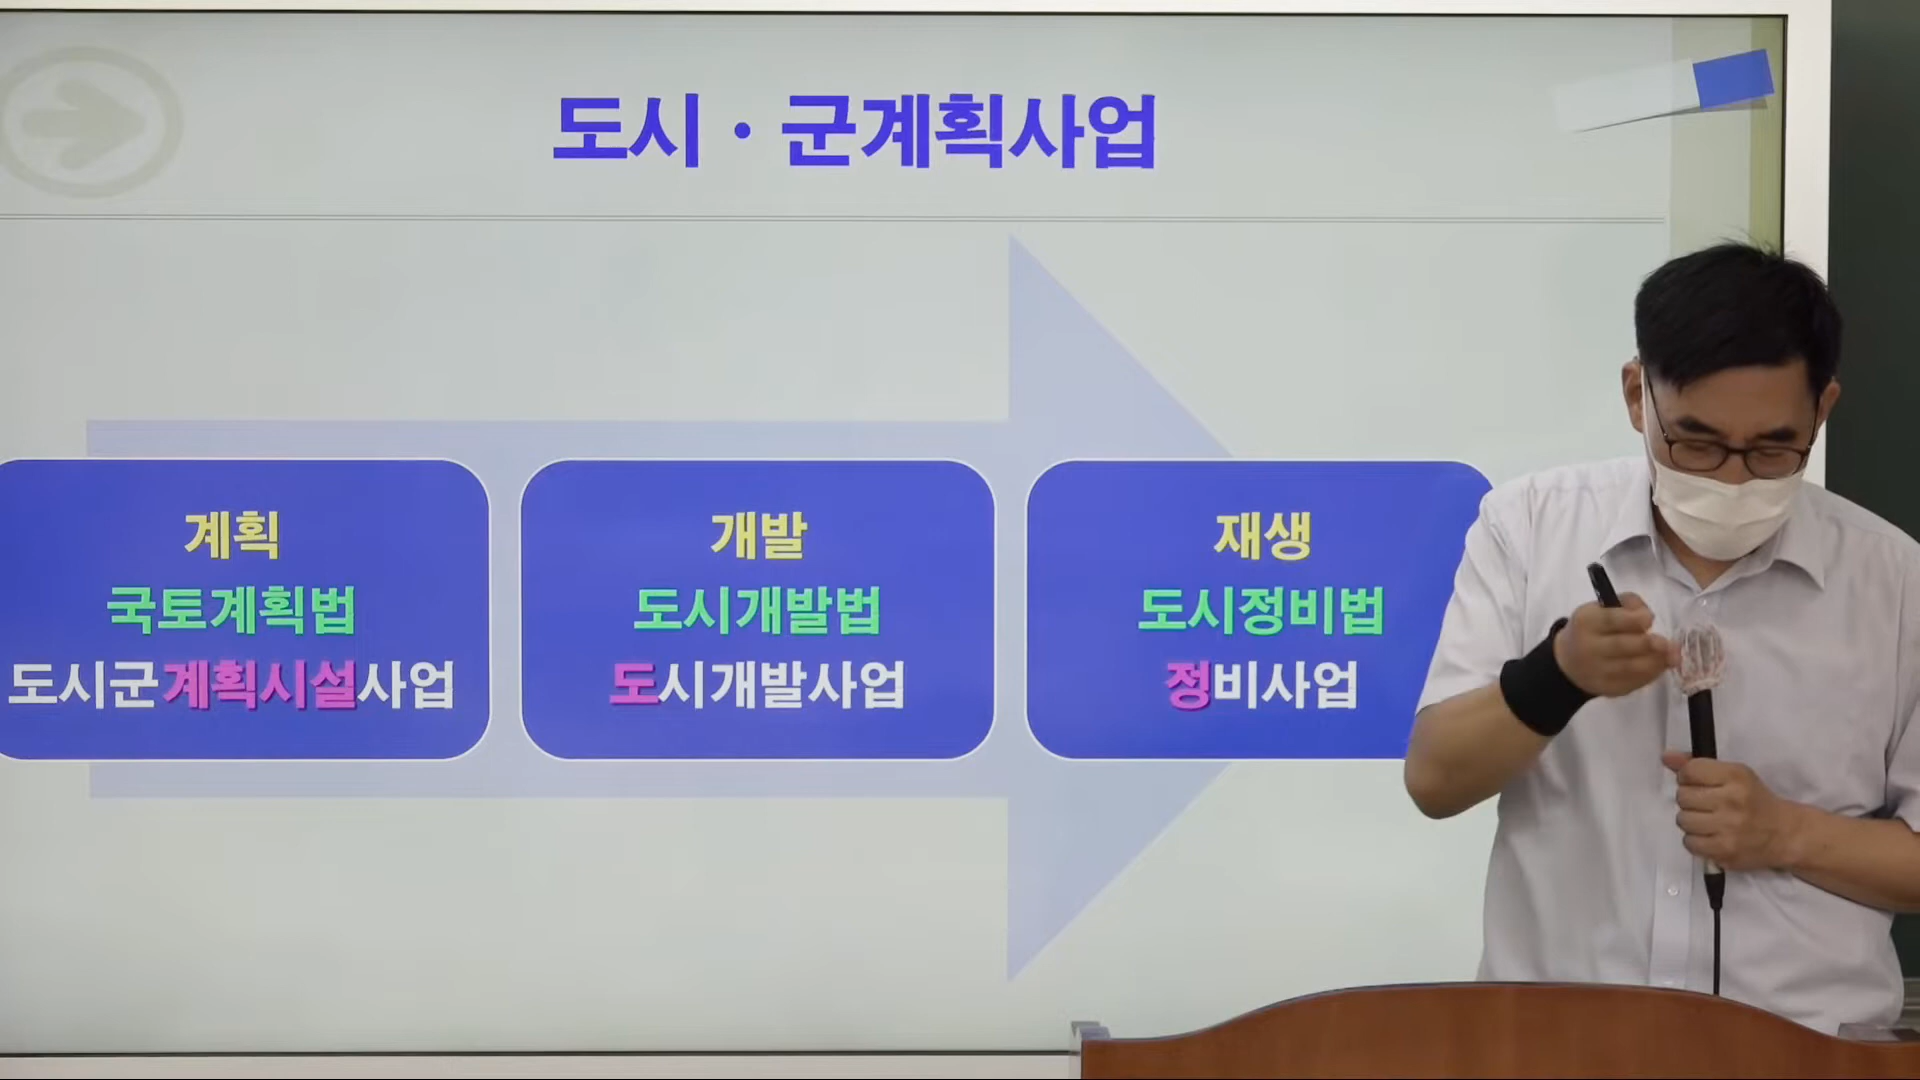 도시·군계획사업
계획
국토계획법
도시군계획시설사업
개발
도시개발법
도시개발사업
재생
도시정비법
정비사업